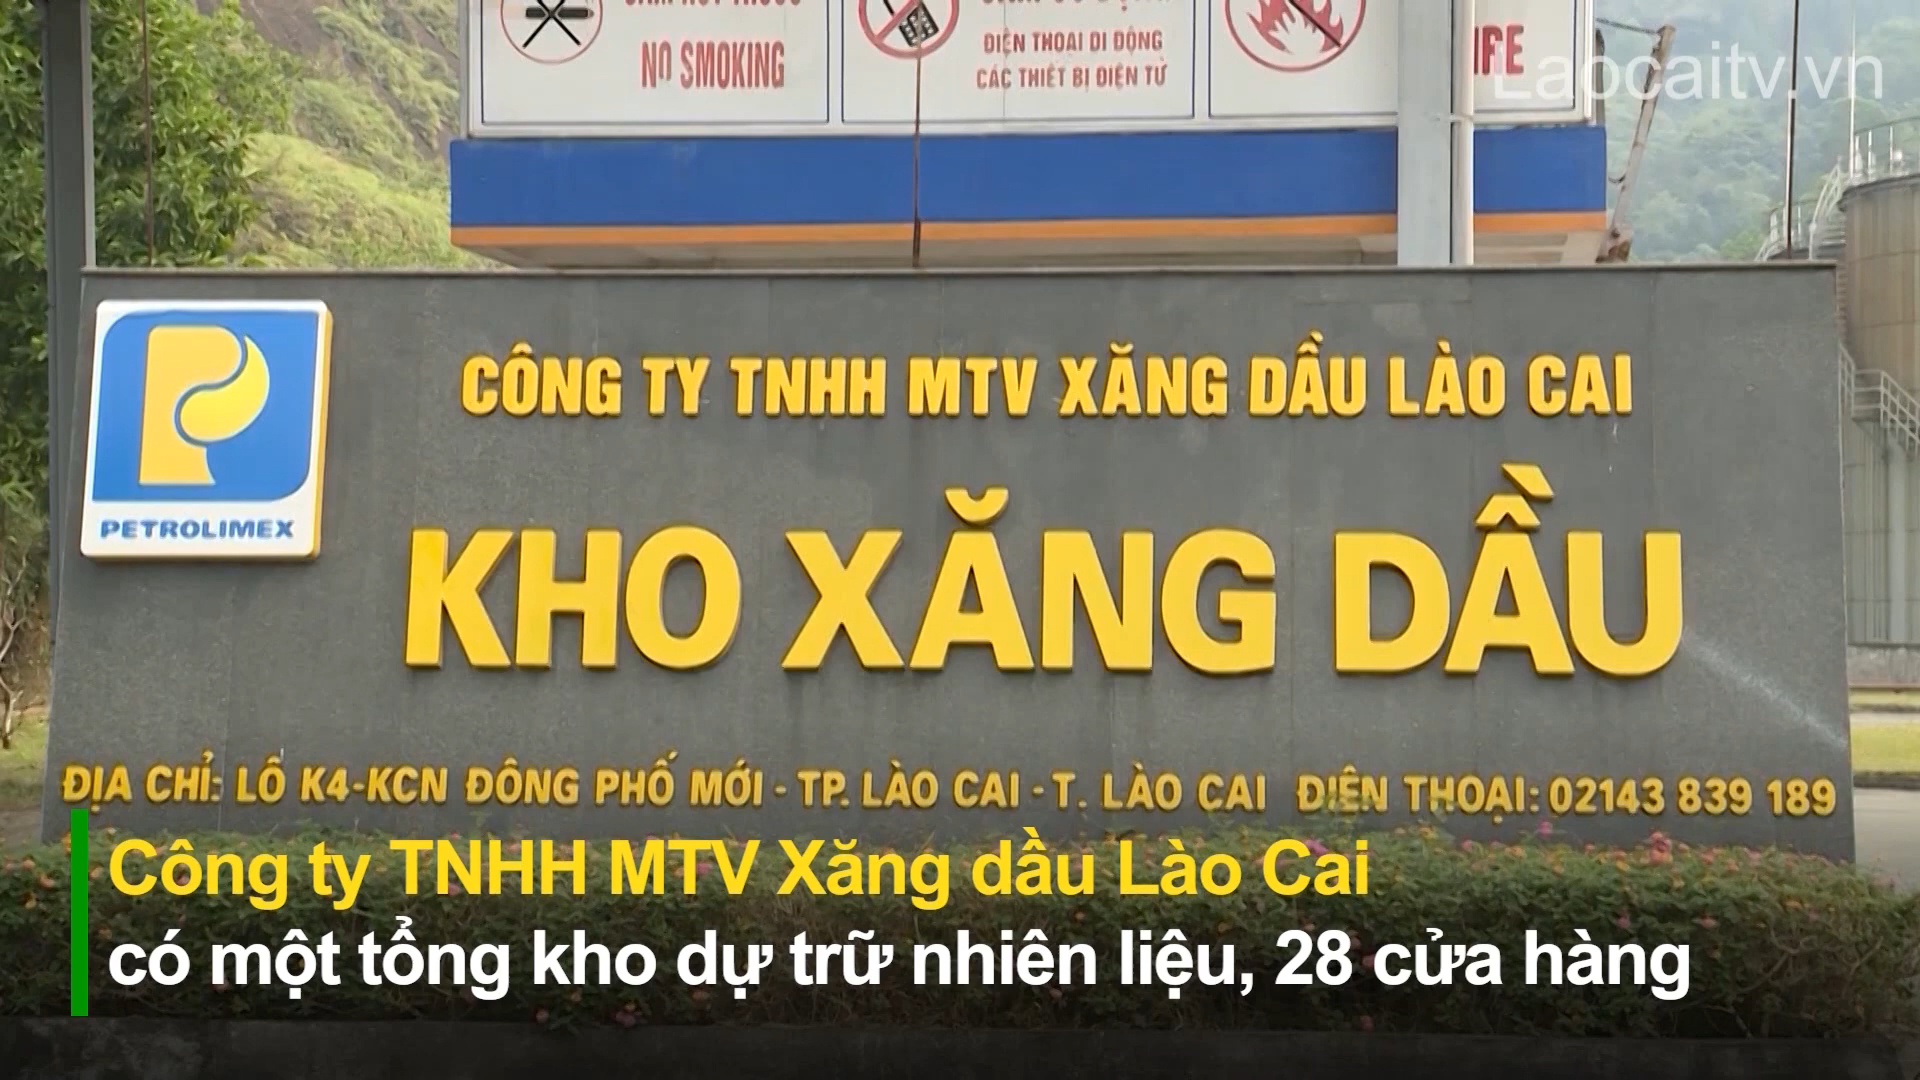 NO SMOKING
ĐIỆN THOẠI DI ĐỘNG
CÁC THIẾT BỊ ĐIỆN TỬ
Laocaitv.vn
CÔNG TY TNHH MTV XĂNG DẦU LÀO CAI
PETROLIMEX
KHO XĂNG DẦU
ĐỊA CHỈ: LÔ K4-KCN ĐÔNG PHỐ MỚI - TP. LÀO CAI - T. LÀO CAI ĐIỆN THOẠI: 02143 839 189
Công ty TNHH MTV Xăng dầu Lào Cai
có một tổng kho dự trữ nhiên liệu, 28 cửa hàng